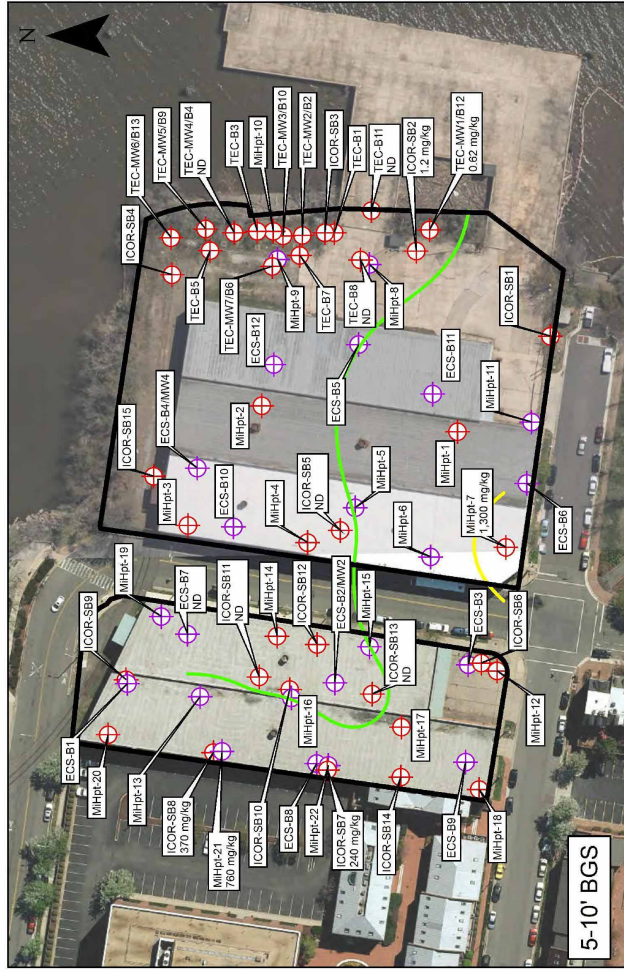 N
TEC-MW6/B13
TEC-MW5/B9
TEC-MW4/B4
ND
TEC-B3
MiHpt-10
TEC-MW3/B10
TEC-MW2/B2
ICOR-SB3
TEC-B1
TEC-B11
ND
ICOR-SB2
1.2 mg/kg
TEC-MW1/B12
0.62 mg/kg
ICOR-SB4
TEC-B5
TEC-MW7/B6
MiHpt-9
TEC-B7
TEC-B8
ND
MiHpt-8
ICOR-SB1
ECS-B12
ECS-B5
ECS-B11
MiHpt-11
ICOR-SB15
ECS-B4/MW4
MiHpt-2
MiHpt-1
MiHpt-3
ECS-B10
MiHpt-4
ICOR-SB5
ND
MiHpt-5
MiHpt-6
MiHpt-7
1,300 mg/kg
ECS-B6
MiHpt-19
ECS-B7
ND
MiHpt-14
ICOR-SB12
ECS-B2/MW2
MiHpt-15
ECS-B3
ICOR-SB6
ICOR-SB9
ICOR-SB11
ND
ICOR-SB13
ND
MiHpt-16
MiHpt-17
MiHpt-12
ECS-B1
MiHpt-20
MiHpt-13
ICOR-SB8
370 mg/kg
MiHpt-21
760 mg/kg
ICOR-SB10
ECS-B8
MiHpt-22
ICOR-SB7
240 mg/kg
ICOR-SB14
ECS-B9
MiHpt-18
5-10' BGS